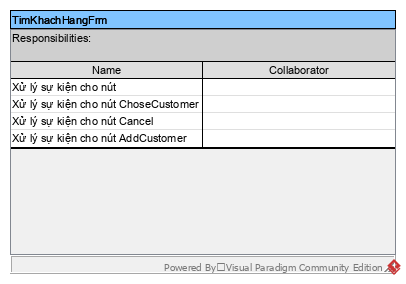 TimKhachHangFrm
Responsibilities:
Name Collaborator
Xử lý sự kiện cho nút
Xử lý sự kiện cho nút ChoseCustomer
Xử lý sự kiện cho nút Cancel
Xử lý sự kiện cho nút AddCustomer
Powered By□Visual Paradigm Community Edition